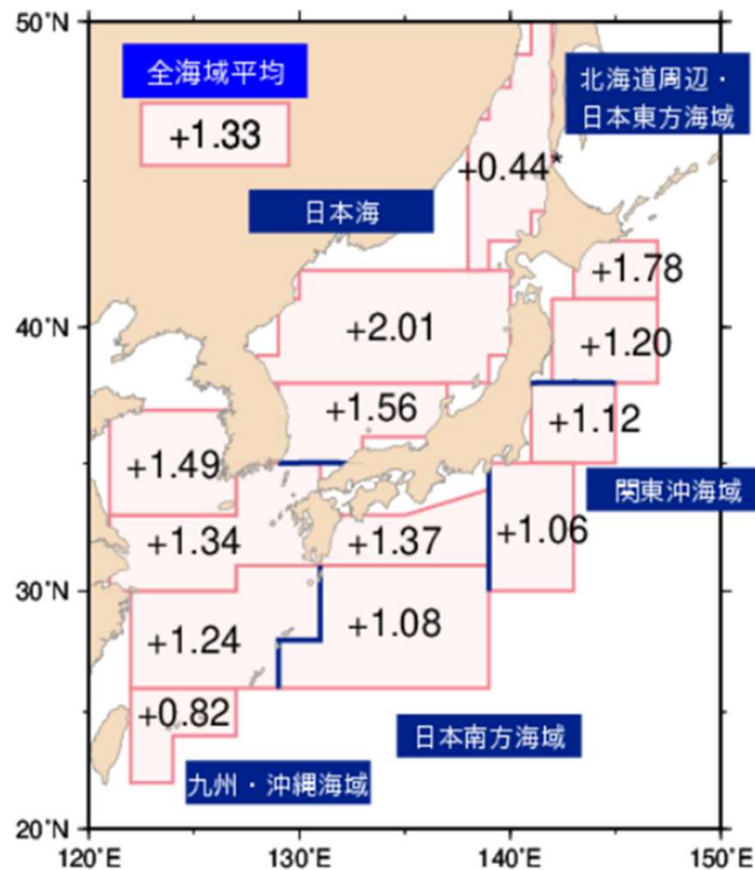 50˚N
全海域平均
+1.33
北海道周辺・
日本東方海域
+0.44*
日本海
+1.78
40˚N
+2.01
+1.20
+1.56
+1.12
+1.49
関東沖海域
+1.34
+1.37
+1.06
30˚N
+1.24
+1.08
+0.82
日本南方海域
九州・沖縄海域
20˚N
120˚E
130˚E
140˚E
150˚E